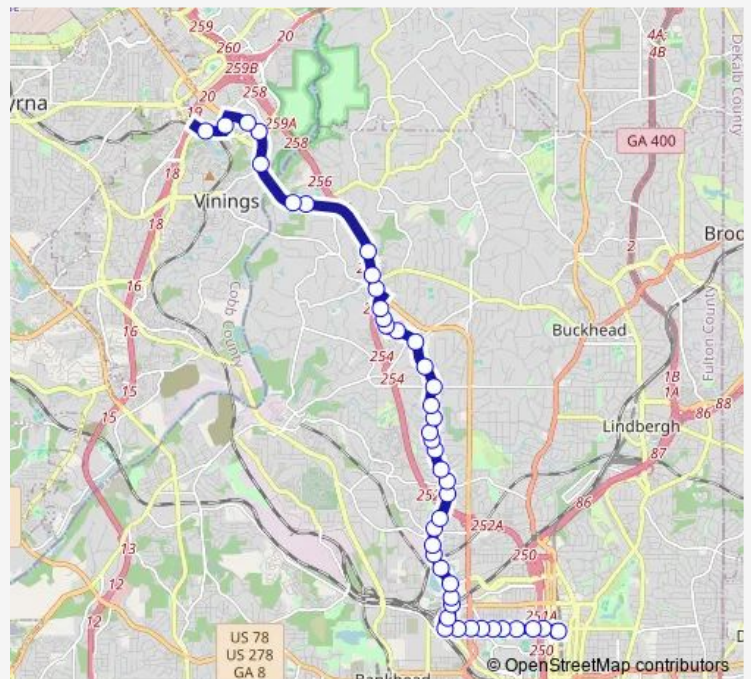 259
20
260
4A:
4B
259B
DeKalb County
258
20
yrna
19
259A
GA 400
258
18
256
Vinings
18
2
Broo
16
Cobb County
Fulton County
16
Buckhead
254
254
1B
1A
15
88
86
15
Lindbergh
87
86
252A
13
250
12
251A
12
US 78
US 278
GA 8
250
© OpenStreetMap contributors